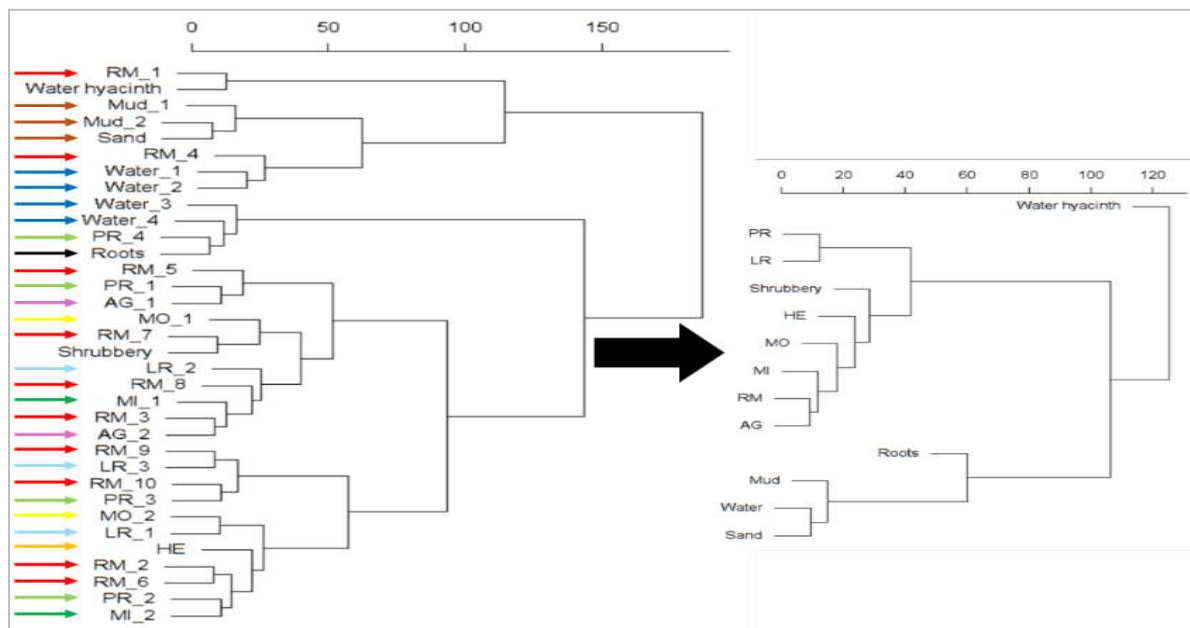 0 50 100 150
RM_1
Water hyacinth
Mud_1
Mud_2
Sand
RM_4
Water_1
Water_2
Water_3
Water_4
PR_4
Roots
RM_5
PR_1
AG_1
MO_1
RM_7
Shrubbery
LR_2
RM_8
MI_1
RM_3
AG_2
RM_9
LR_3
RM_10
PR_3
MO_2
LR_1
HE
RM_2
RM_6
PR_2
MI_2
0 20 40 60 80 100 120
Water hyacinth
PR
LR
Shrubbery
HE
MO
MI
RM
AG
Roots
Mud
Water
Sand